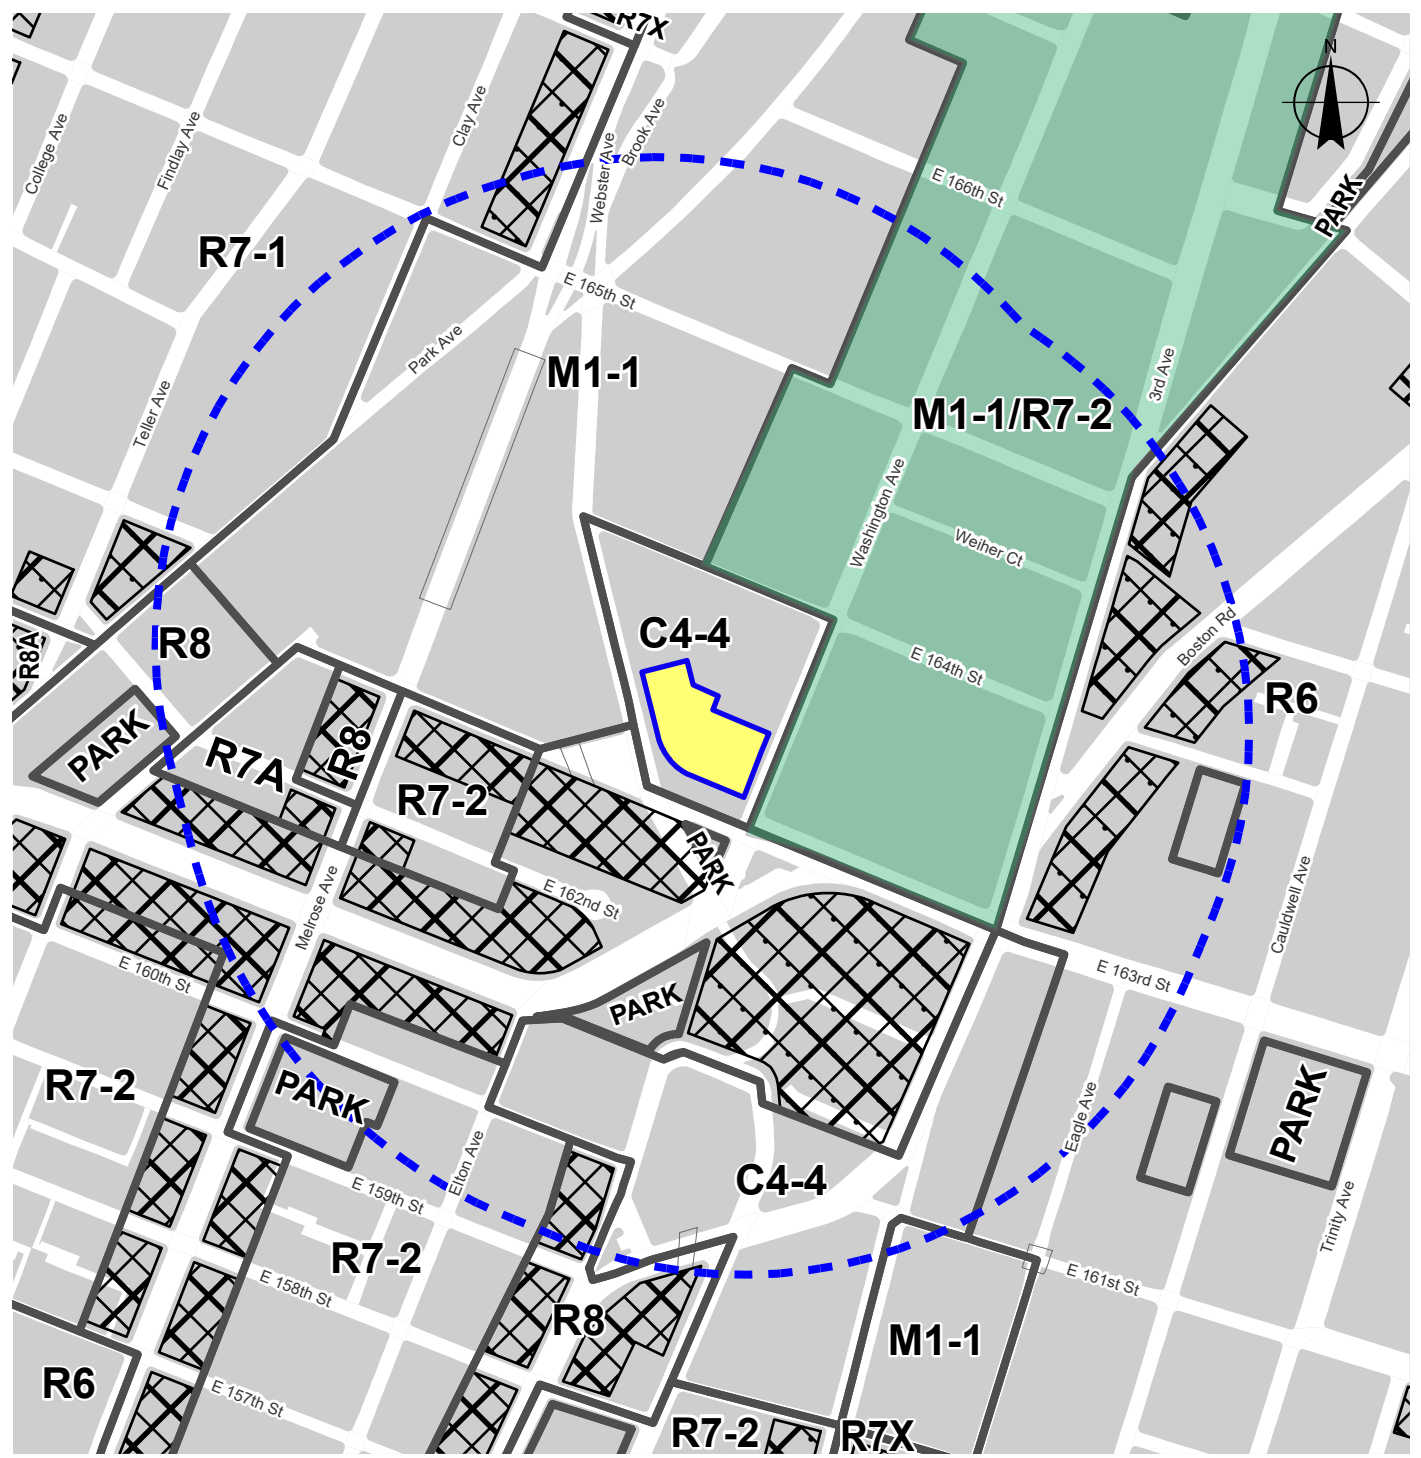 R7X
N
Clay Ave
College Ave
Findlay Ave
Webster Ave
Brook Ave
E 166th St
PARK
R7-1
E 165th St
Park Ave
M1-1
3rd Ave
M1-1/R7-2
Teller Ave
Washington Ave
Weiher Ct
R8
C4-4
E 164th St
Boston Rd
R8A
R6
PARK
R7A
R8
R7-2
PARK
E 162nd St
Melrose Ave
Cauldwell Ave
E 160th St
E 163rd St
PARK
R7-2
PARK
Eagle Ave
PARK
Elton Ave
E 159th St
C4-4
Trinity Ave
R7-2
E 158th St
E 161st St
R8
M1-1
R6
E 157th St
R7-2
R7X